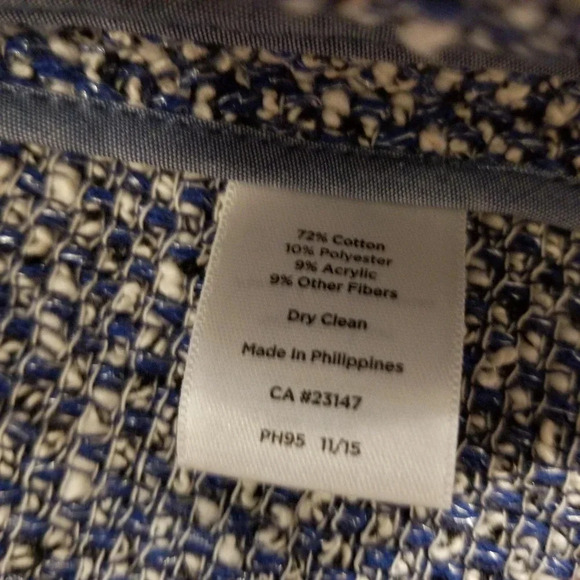 72% Cotton
10% Polyester
9% Acrylic
9% Other Fibers
Dry Clean
Made In Philippines
CA #23147
PH95 11/15